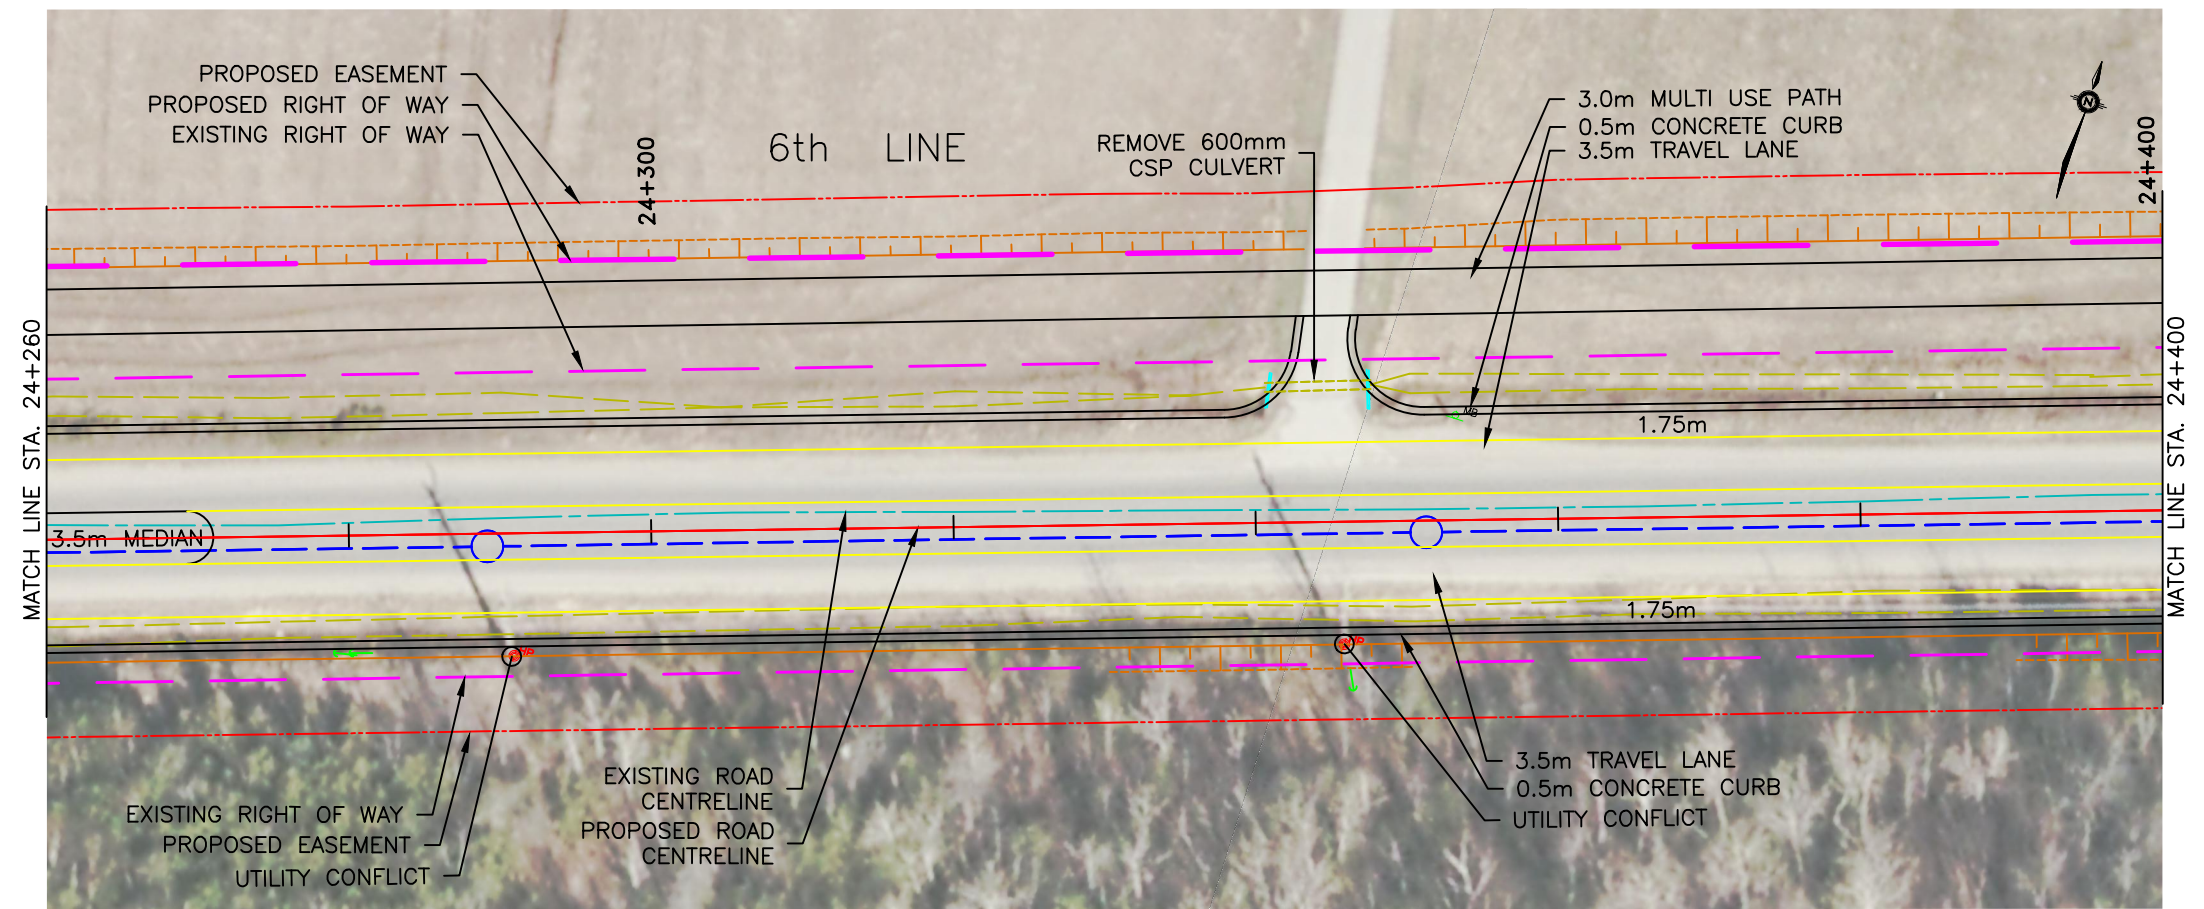 PROPOSED EASEMENT
PROPOSED RIGHT OF WAY
EXISTING RIGHT OF WAY
24+300
6th LINE
REMOVE 600mm
CSP CULVERT
3.0m MULTI USE PATH
0.5m CONCRETE CURB
3.5m TRAVEL LANE
N
24+400
MATCH LINE STA. 24+260
MATCH LINE STA. 24+400
MB
1.75m
3.5m MEDIAN
1.75m
HP
HP
EXISTING ROAD
CENTRELINE
PROPOSED ROAD
CENTRELINE
EXISTING RIGHT OF WAY
PROPOSED EASEMENT
UTILITY CONFLICT
3.5m TRAVEL LANE
0.5m CONCRETE CURB
UTILITY CONFLICT